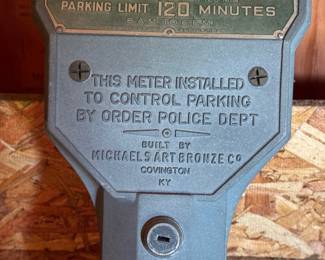 PARKING LIMIT 120 MINUTES
THIS METER INSTALLED
TO CONTROL PARKING
BY ORDER POLICE DEPT
BUILT BY
MICHAELS ART BRONZE CO
COVINGTON
KY